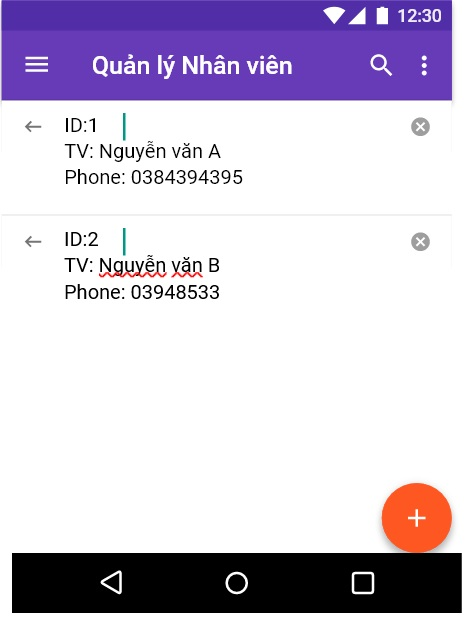 12:30
Quản lý Nhân viên
ID:1
TV: Nguyễn văn A
Phone: 0384394395
ID:2
TV: Nguyễn văn B
Phone: 03948533